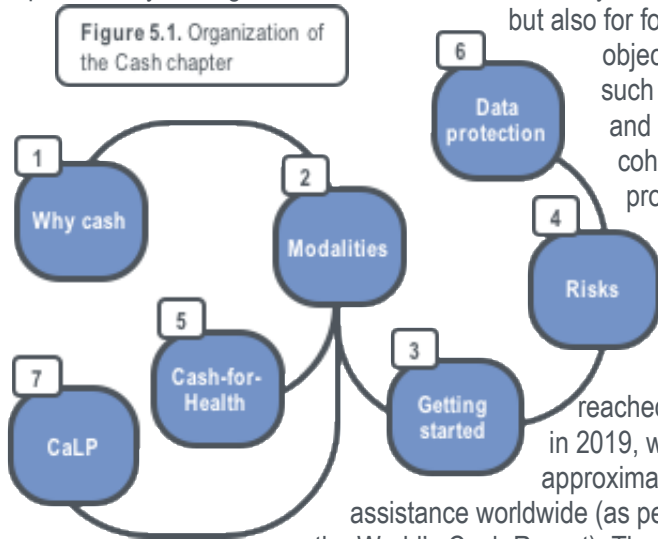 Figure 5.1. Organization of
the Cash chapter
but also for fo
objec
such
and
coh
pro
6
Data
protection
1
Why cash
2
Modalities
4
Risks
5
Cash-for-
Health
3
Getting
started
7
CaLP
reached
in 2019, w
approxima
assistance worldwide (as pe